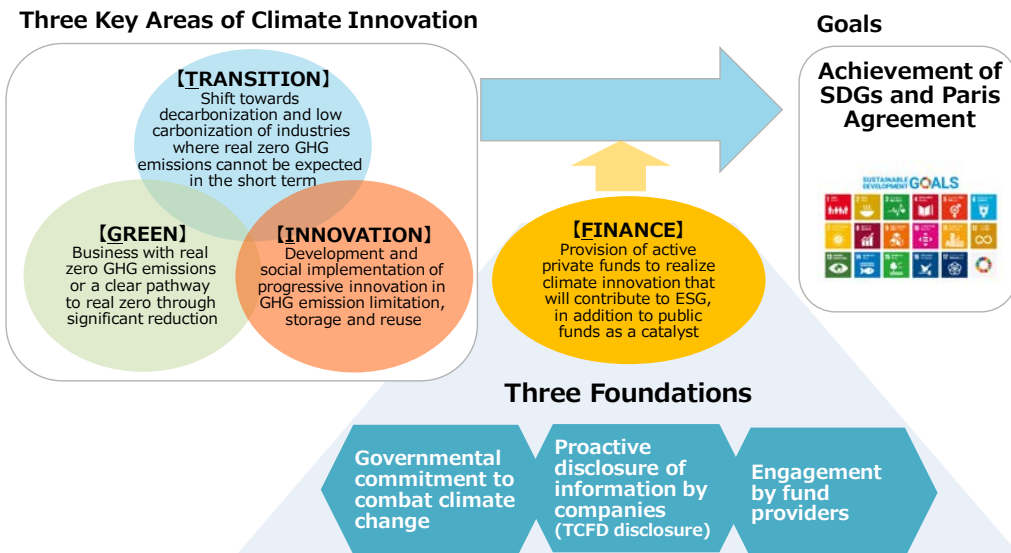 Three Key Areas of Climate Innovation
【TRANSITION】
Shift towards
decarbonization and low
carbonization of industries
where real zero GHG
emissions cannot be expected
in the short term
【GREEN】
Business with real
zero GHG emissions
or a clear pathway
to real zero through
significant reduction
【INNOVATION】
Development and
social implementation of
progressive innovation in
GHG emission limitation,
storage and reuse
【FINANCE】
Provision of active
private funds to realize
climate innovation that
will contribute to ESG,
in addition to public
funds as a catalyst
Goals
Achievement of
SDGs and Paris
Agreement
SUSTAINABLE
DEVELOPMENT
GOALS
Three Foundations
Governmental
commitment to
combat climate
change
Proactive
disclosure of
information by
companies
(TCFD disclosure)
Engagement
by fund
providers